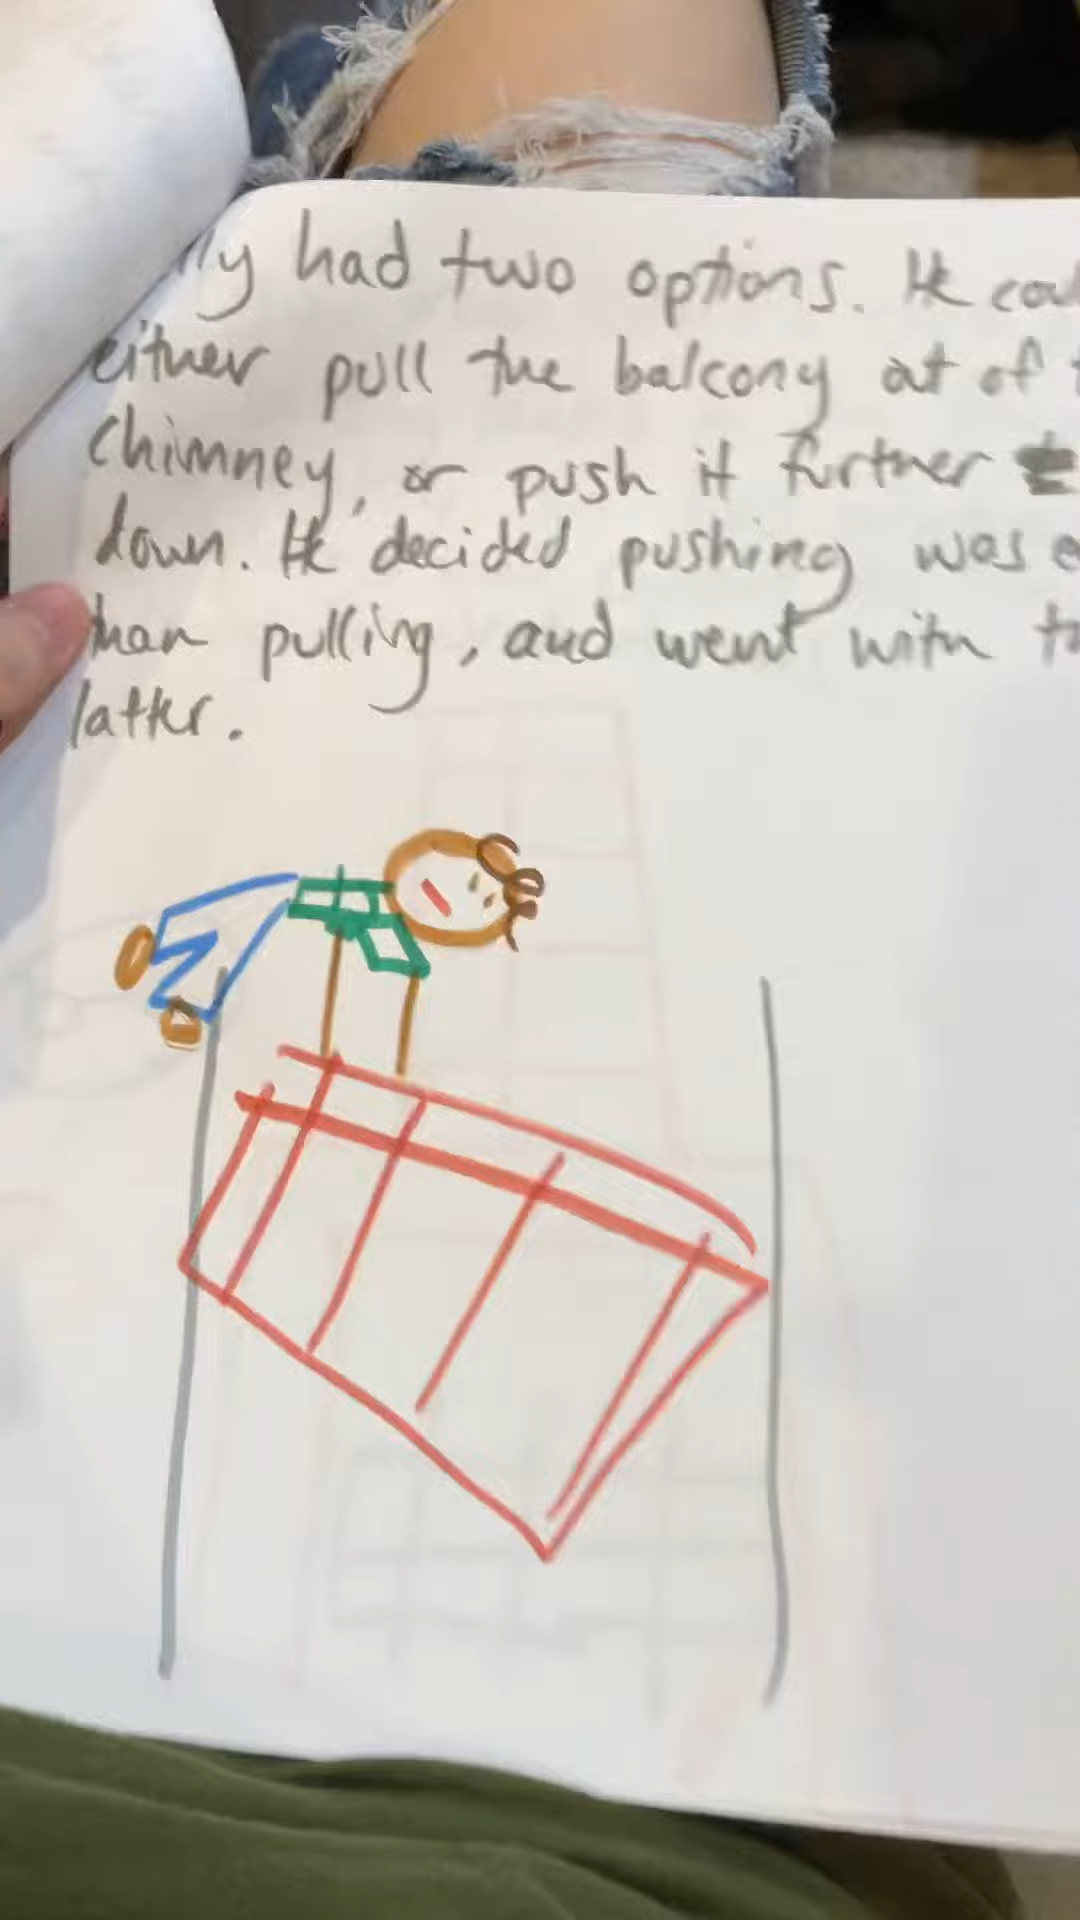 had two options. He
either pull the balcony at of
chimney, or push it further
down. He decided pushing was
than pulling, and went with
latter.